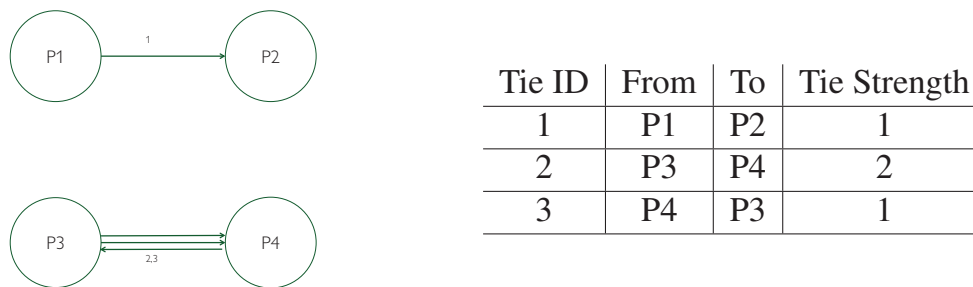 1
P1
P2
P3
P4
2,3
Tie ID From To Tie Strength
1 P1 P2 1
2 P3 P4 2
3 P4 P3 1